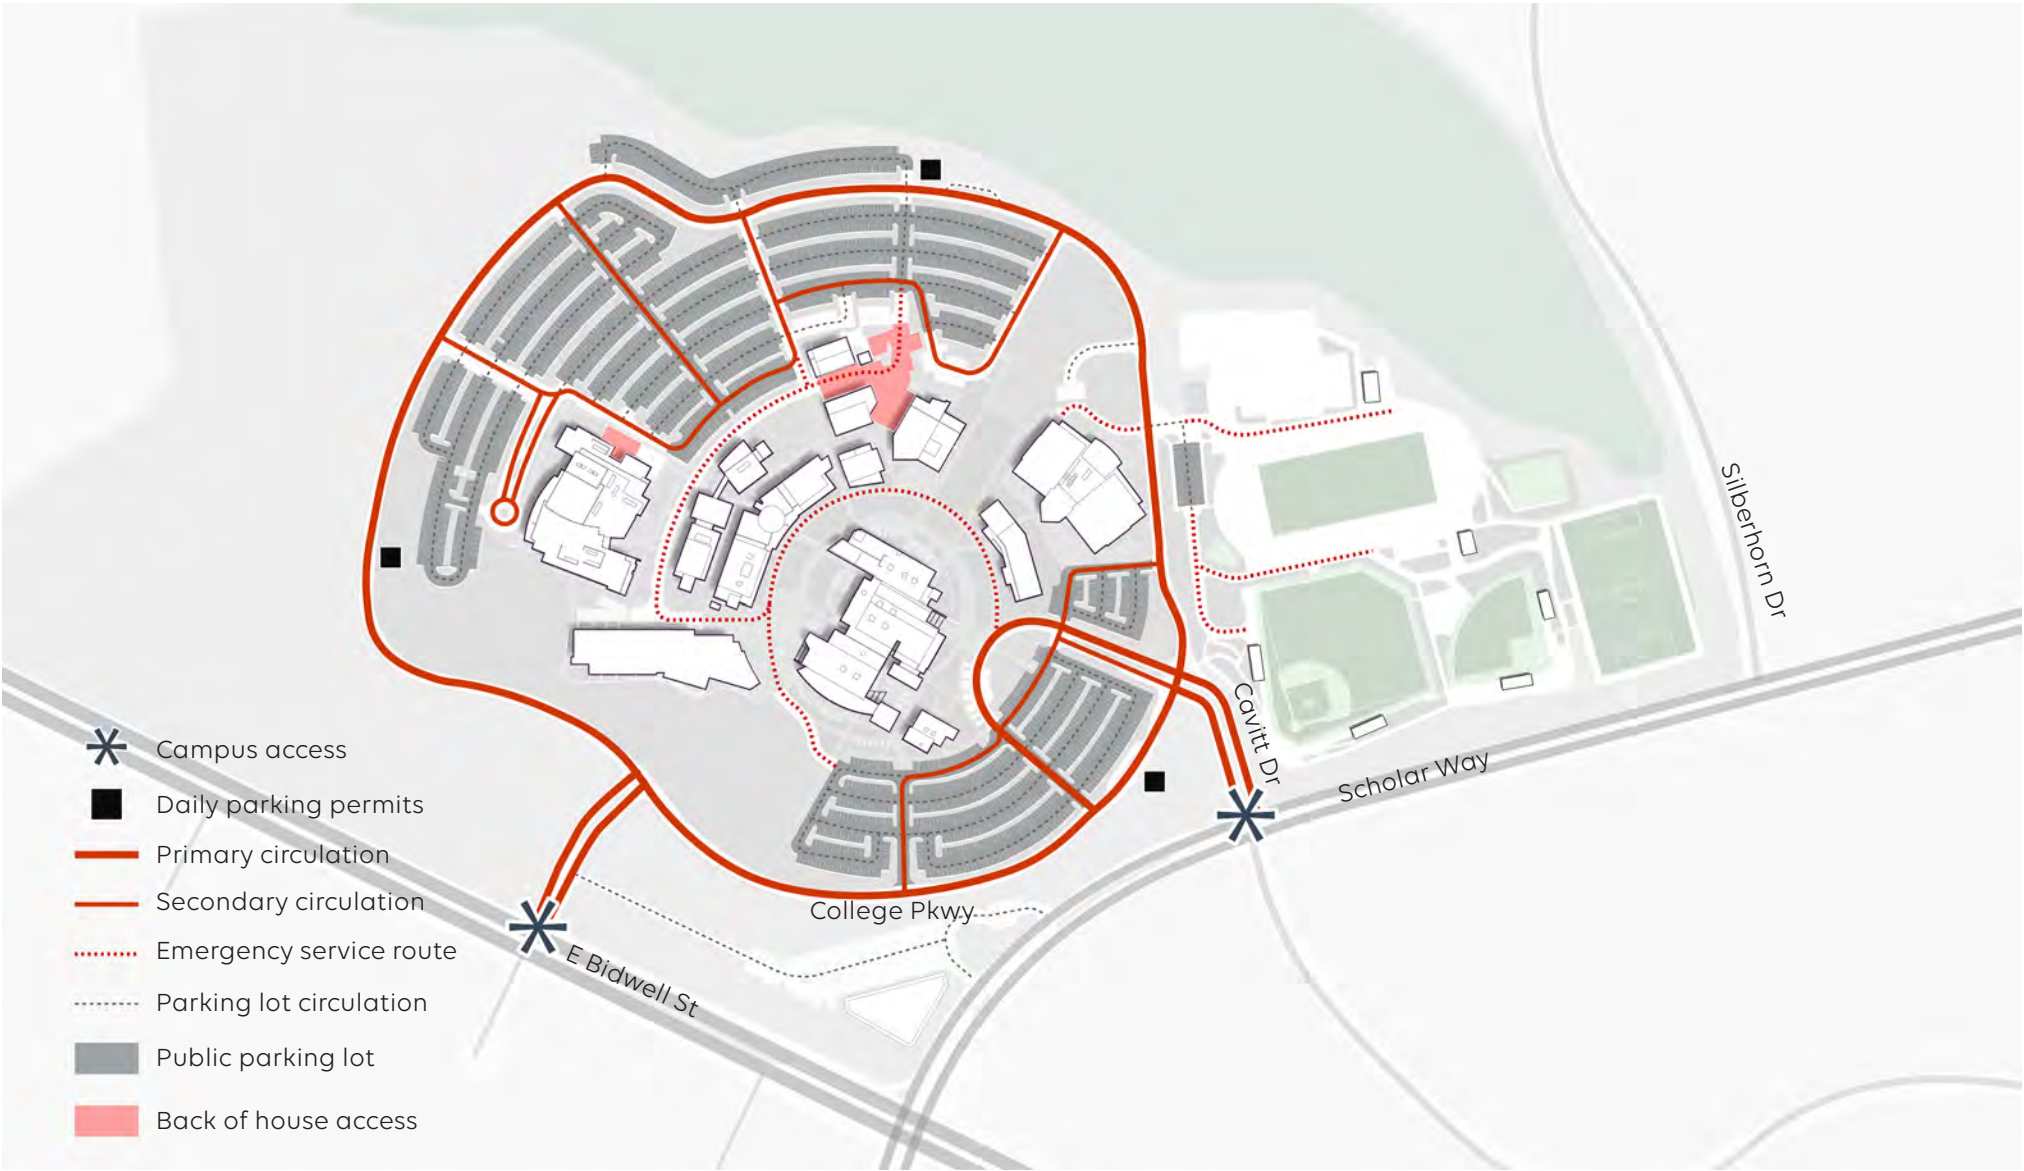 Silberhorn Dr
Cavitt Dr
Scholar Way
College Pkwy
E Bidwell St
Campus access
Daily parking permits
Primary circulation
Secondary circulation
Emergency service route
Parking lot circulation
Public parking lot
Back of house access